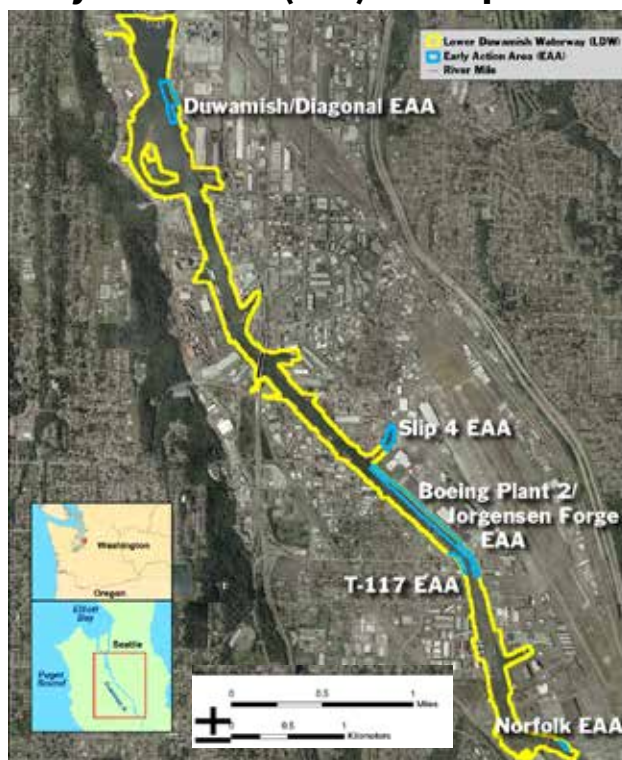 Lower Duwamish Waterway (LDW)
Early Action Area (EAA)
River Mile
Duwamish/Diagonal EAA
Slip 4 EAA
Boeing Plant 2/
Jorgensen Forge
EAA
T-117 EAA
Norfolk EAA
Washington
Oregon
Elliott
Bay
Seattle
Puget
Sound
Duwamish R.
0 0.5 1
Miles
0 0.5 1
Kilometers